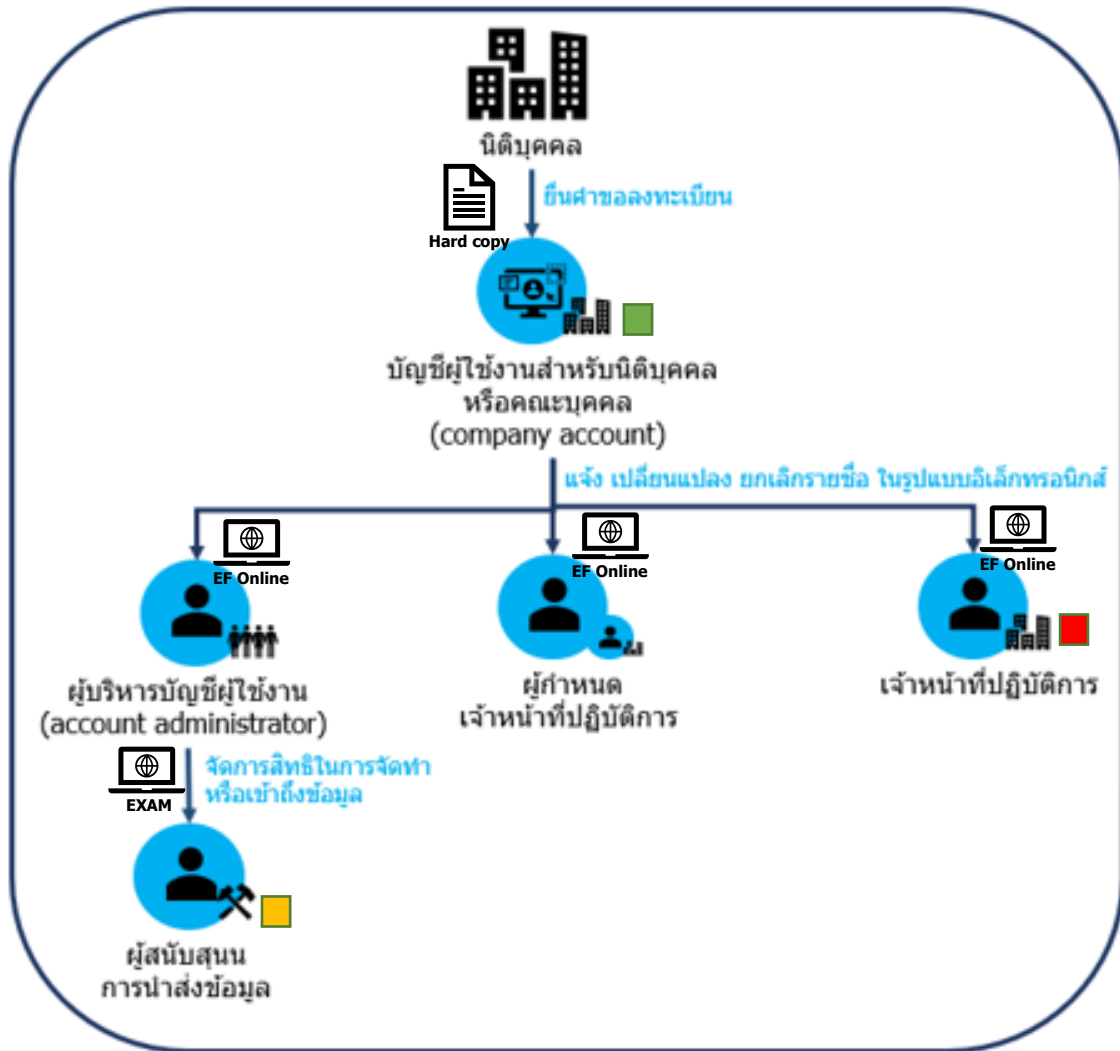 นิติบุคคล
ยื่นคำขอลงทะเบียน
Hard copy
บัญชีผู้ใช้งานสำหรับนิติบุคคล
หรือคณะบุคคล
(company account)
แจ้ง เปลี่ยนแปลง ยกเลิกรายชื่อ ในรูปแบบอิเล็กทรอนิกส์
EF Online
EF Online
EF Online
ผู้บริหารบัญชีผู้ใช้งาน
(account administrator)
ผู้กำหนด
เจ้าหน้าที่ปฏิบัติการ
เจ้าหน้าที่ปฏิบัติการ
EXAM
จัดการสิทธิในการจัดทำ
หรือเข้าถึงข้อมูล
ผู้สนับสุนน
การนำส่งข้อมูล